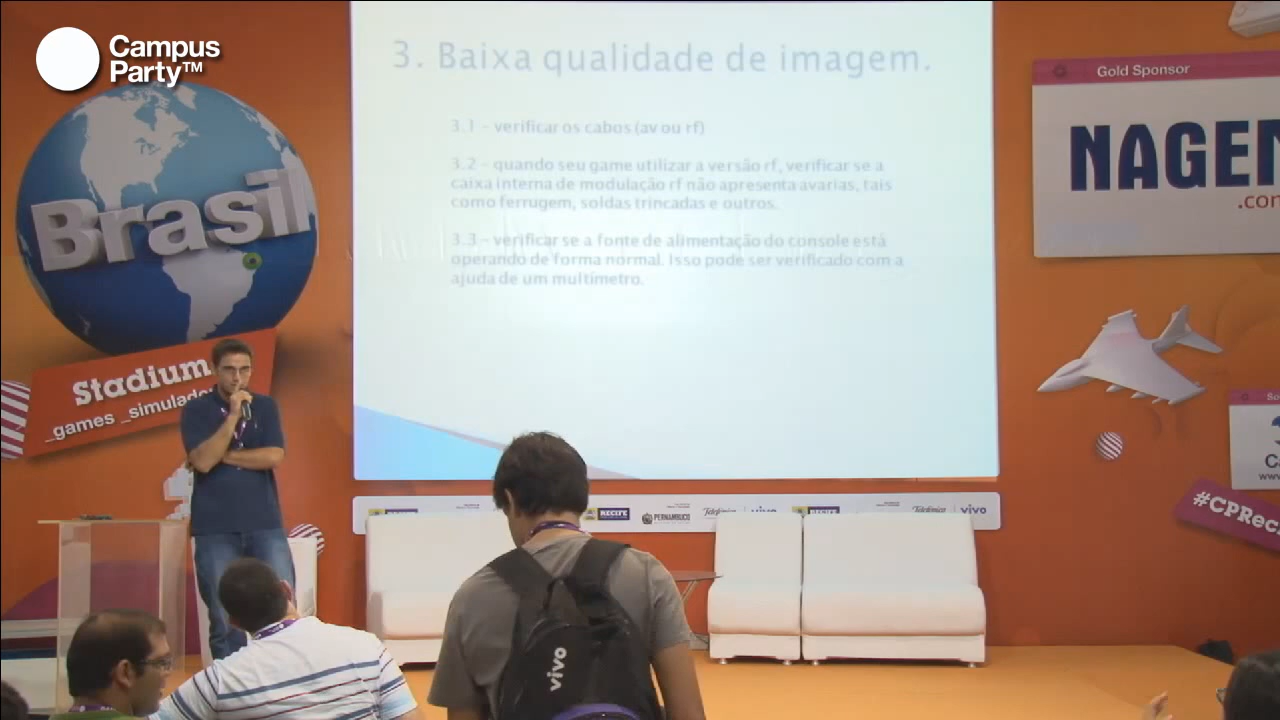 Campus
Party™
Brasil
Stadium
_games _simulado
3. Baixa qualidade de imagem.
3.1 - verificar os cabos (av ou rf)
3.2 - quando seu game utilizar a versão rf, verificar se a
caixa interna de modulação rf não apresenta avarias, tais
como ferrugem, soldas trincadas e outros.
3.3 - verificar se a fonte de alimentação do console está
operando de forma normal. Isso pode ser verificado com a
ajuda de um multímetro.
Gold Sponsor
NAGEM
.com
#CPRec
www
RECIFE
PERNAMBUCO
Telefónica
vivo
RECIFE
Telefónica
vivo
vivo